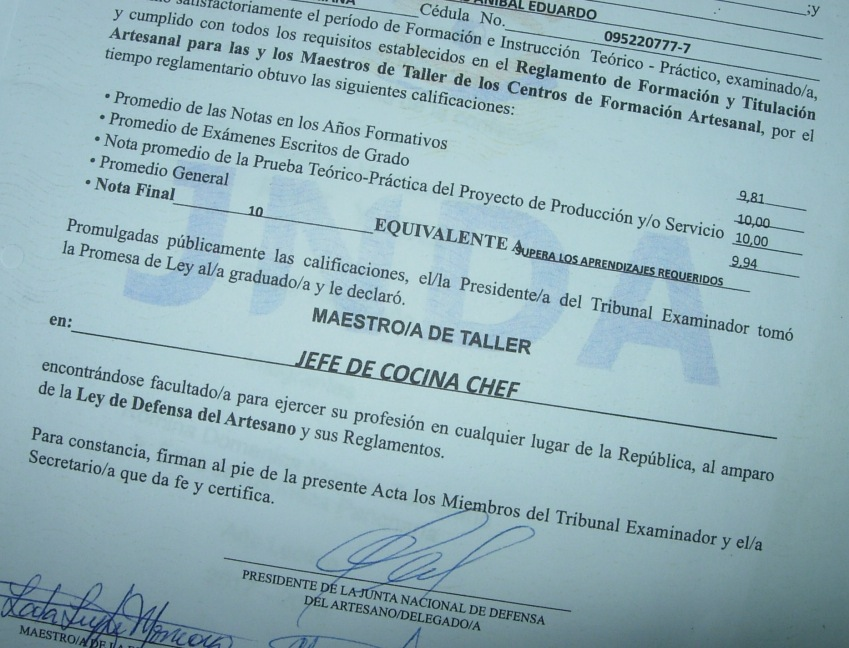 ANIBAL EDUARDO ;y
satisfactoriamente el período de Formación e Instrucción Teórico - Práctico, examinado/a,
Cédula No. 095220777-7
y cumplido con todos los requisitos establecidos en el Reglamento de Formación y Titulación
Artesanal para las y los Maestros de Taller de los Centros de Formación Artesanal, por el
tiempo reglamentario obtuvo las siguientes calificaciones:
• Promedio de las Notas en los Años Formativos 9,81
• Promedio de Exámenes Escritos de Grado 10,00
• Nota promedio de la Prueba Teórico-Práctica del Proyecto de Producción y/o Servicio 10,00
• Promedio General 9,94
• Nota Final 10 EQUIVALENTE A SUPERA LOS APRENDIZAJES REQUERIDOS
Promulgadas públicamente las calificaciones, el/la Presidente/a del Tribunal Examinador tomó
la Promesa de Ley al/a graduado/a y le declaró.
MAESTRO/A DE TALLER
en: JEFE DE COCINA CHEF
encontrándose facultado/a para ejercer su profesión en cualquier lugar de la República, al amparo
de la Ley de Defensa del Artesano y sus Reglamentos.
Para constancia, firman al pie de la presente Acta los Miembros del Tribunal Examinador y el/a
Secretario/a que da fe y certifica.
PRESIDENTE DE LA JUNTA NACIONAL DE DEFENSA
DEL ARTESANO/DELEGADO/A
MAESTRO/A DE
JNDA